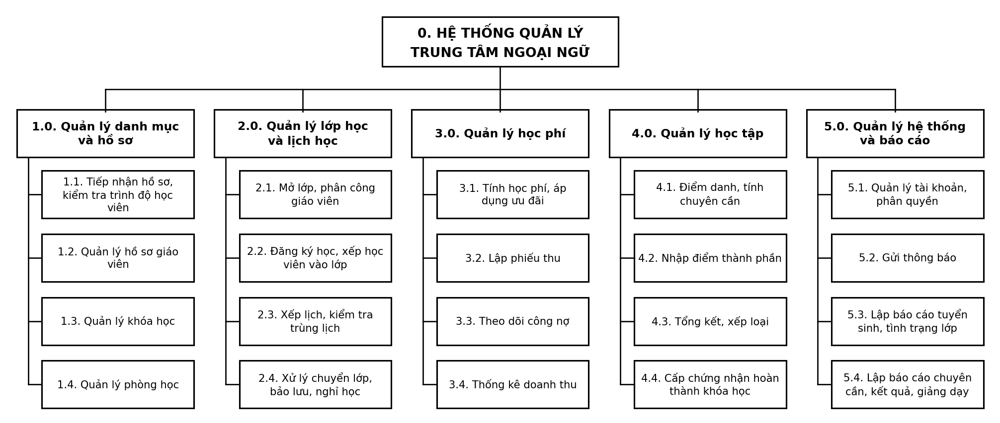 0. HỆ THỐNG QUẢN LÝ
TRUNG TÂM NGOẠI NGỮ
1.0. Quản lý danh mục
và hồ sơ
1.1. Tiếp nhận hồ sơ,
kiểm tra trình độ học
viên
1.2. Quản lý hồ sơ giáo
viên
1.3. Quản lý khóa học
1.4. Quản lý phòng học
2.0. Quản lý lớp học
và lịch học
2.1. Mở lớp, phân công
giáo viên
2.2. Đăng ký học, xếp học
viên vào lớp
2.3. Xếp lịch, kiểm tra
trùng lịch
2.4. Xử lý chuyển lớp,
bảo lưu, nghỉ học
3.0. Quản lý học phí
3.1. Tính học phí, áp
dụng ưu đãi
3.2. Lập phiếu thu
3.3. Theo dõi công nợ
3.4. Thống kê doanh thu
4.0. Quản lý học tập
4.1. Điểm danh, tính
chuyên cần
4.2. Nhập điểm thành phần
4.3. Tổng kết, xếp loại
4.4. Cấp chứng nhận hoàn
thành khóa học
5.0. Quản lý hệ thống
và báo cáo
5.1. Quản lý tài khoản,
phân quyền
5.2. Gửi thông báo
5.3. Lập báo cáo tuyển
sinh, tình trạng lớp
5.4. Lập báo cáo chuyên
cần, kết quả, giảng dạy